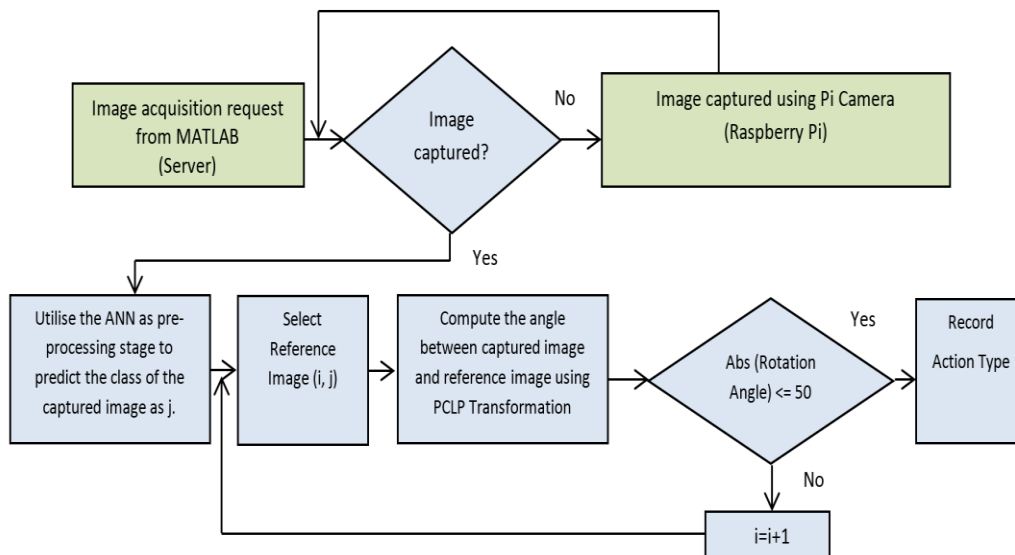 Image acquisition request
from MATLAB
(Server)
Image
captured?
No
Image captured using Pi Camera
(Raspberry Pi)
Yes
Utilise the ANN as pre-
processing stage to
predict the class of the
captured image as j.
Select
Reference
Image (i, j)
Compute the angle
between captured image
and reference image using
PCLP Transformation
Abs (Rotation
Angle) <= 50
Yes
Record
Action Type
No
i=i+1